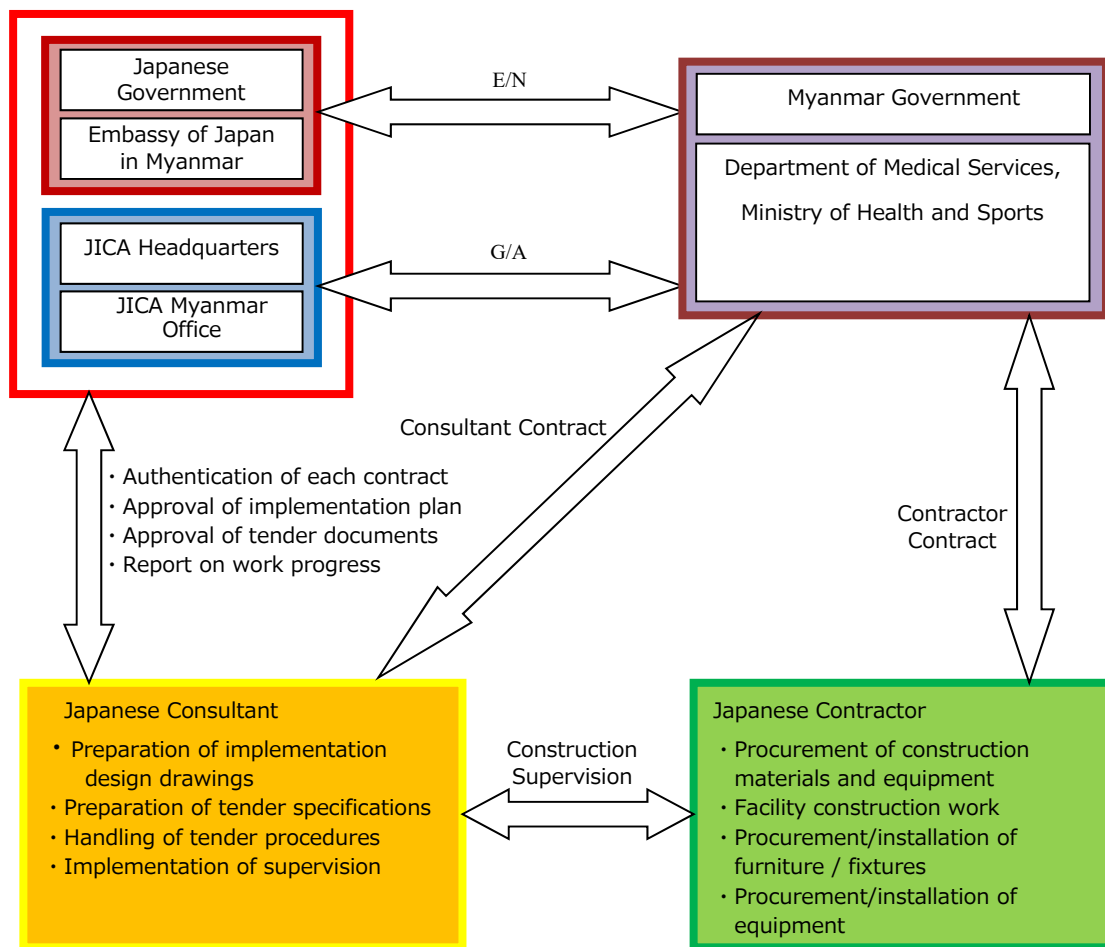 Japanese
Government
Embassy of Japan
in Myanmar
E/N
Myanmar Government
Department of Medical Services,
Ministry of Health and Sports
JICA Headquarters
JICA Myanmar
Office
G/A
Consultant Contract
・Authentication of each contract
・Approval of implementation plan
・Approval of tender documents
・Report on work progress
Contractor
Contract
Japanese Consultant
・Preparation of implementation
design drawings
・Preparation of tender specifications
・Handling of tender procedures
・Implementation of supervision
Construction
Supervision
Japanese Contractor
・Procurement of construction
materials and equipment
・Facility construction work
・Procurement/installation of
furniture / fixtures
・Procurement/installation of
equipment